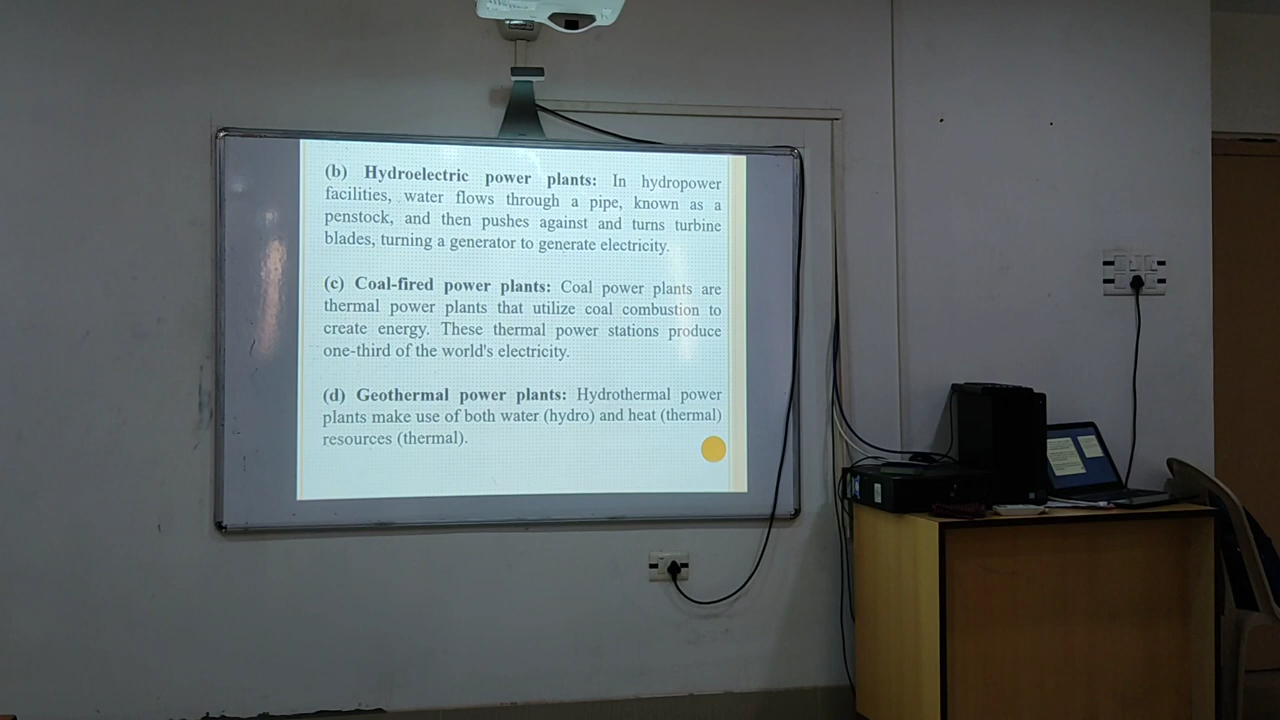 (b) Hydroelectric power plants: In hydropower
facilities, water flows through a pipe, known as a
penstock, and then pushes against and turns turbine
blades, turning a generator to generate electricity.
(c) Coal-fired power plants: Coal power plants are
thermal power plants that utilize coal combustion to
create energy. These thermal power stations produce
one-third of the world's electricity.
(d) Geothermal power plants: Hydrothermal power
plants make use of both water (hydro) and heat (thermal)
resources (thermal).